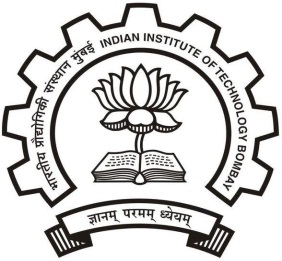 भारतीय प्रौद्योगिकी संस्थान मुंबई
INDIAN INSTITUTE OF TECHNOLOGY BOMBAY
ज्ञानम् परमम् ध्येयम्